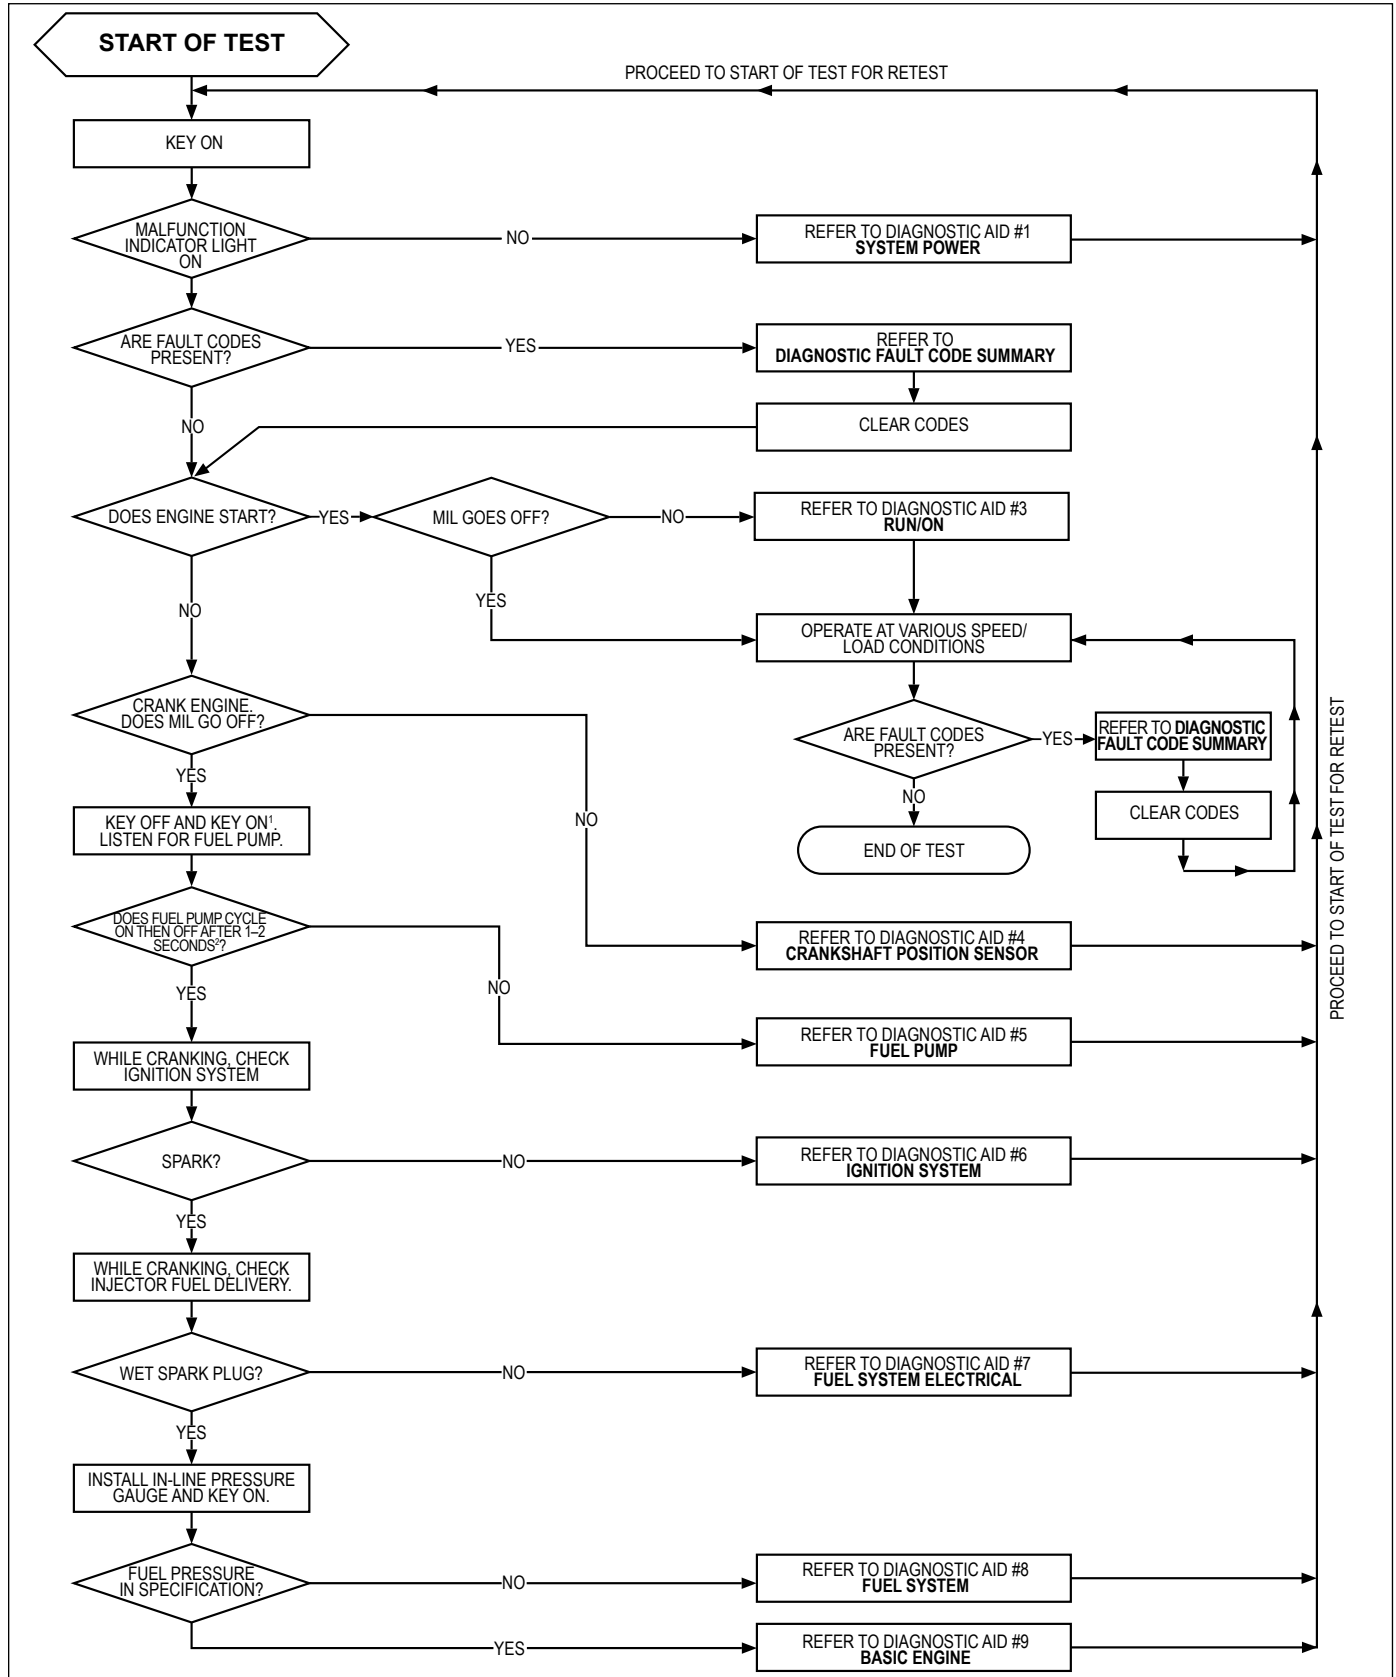 START OF TEST
PROCEED TO START OF TEST FOR RETEST
KEY ON
MALFUNCTION
INDICATOR LIGHT
ON
NO
REFER TO DIAGNOSTIC AID #1
SYSTEM POWER
ARE FAULT CODES
PRESENT?
YES
REFER TO
DIAGNOSTIC FAULT CODE SUMMARY
CLEAR CODES
NO
DOES ENGINE START?
YES
MIL GOES OFF?
NO
REFER TO DIAGNOSTIC AID #3
RUN/ON
YES
NO
OPERATE AT VARIOUS SPEED/
LOAD CONDITIONS
CRANK ENGINE.
DOES MIL GO OFF?
ARE FAULT CODES
PRESENT?
YES
REFER TO DIAGNOSTIC
FAULT CODE SUMMARY
PROCEED TO START OF TEST FOR RETEST
YES
NO
CLEAR CODES
KEY OFF AND KEY ON¹.
LISTEN FOR FUEL PUMP.
NO
END OF TEST
DOES FUEL PUMP CYCLE
ON THEN OFF AFTER 1–2
SECONDS²?
REFER TO DIAGNOSTIC AID #4
CRANKSHAFT POSITION SENSOR
YES
NO
REFER TO DIAGNOSTIC AID #5
FUEL PUMP
WHILE CRANKING, CHECK
IGNITION SYSTEM
SPARK?
NO
REFER TO DIAGNOSTIC AID #6
IGNITION SYSTEM
YES
WHILE CRANKING, CHECK
INJECTOR FUEL DELIVERY.
WET SPARK PLUG?
NO
REFER TO DIAGNOSTIC AID #7
FUEL SYSTEM ELECTRICAL
YES
INSTALL IN-LINE PRESSURE
GAUGE AND KEY ON.
FUEL PRESSURE
IN SPECIFICATION?
NO
REFER TO DIAGNOSTIC AID #8
FUEL SYSTEM
YES
REFER TO DIAGNOSTIC AID #9
BASIC ENGINE